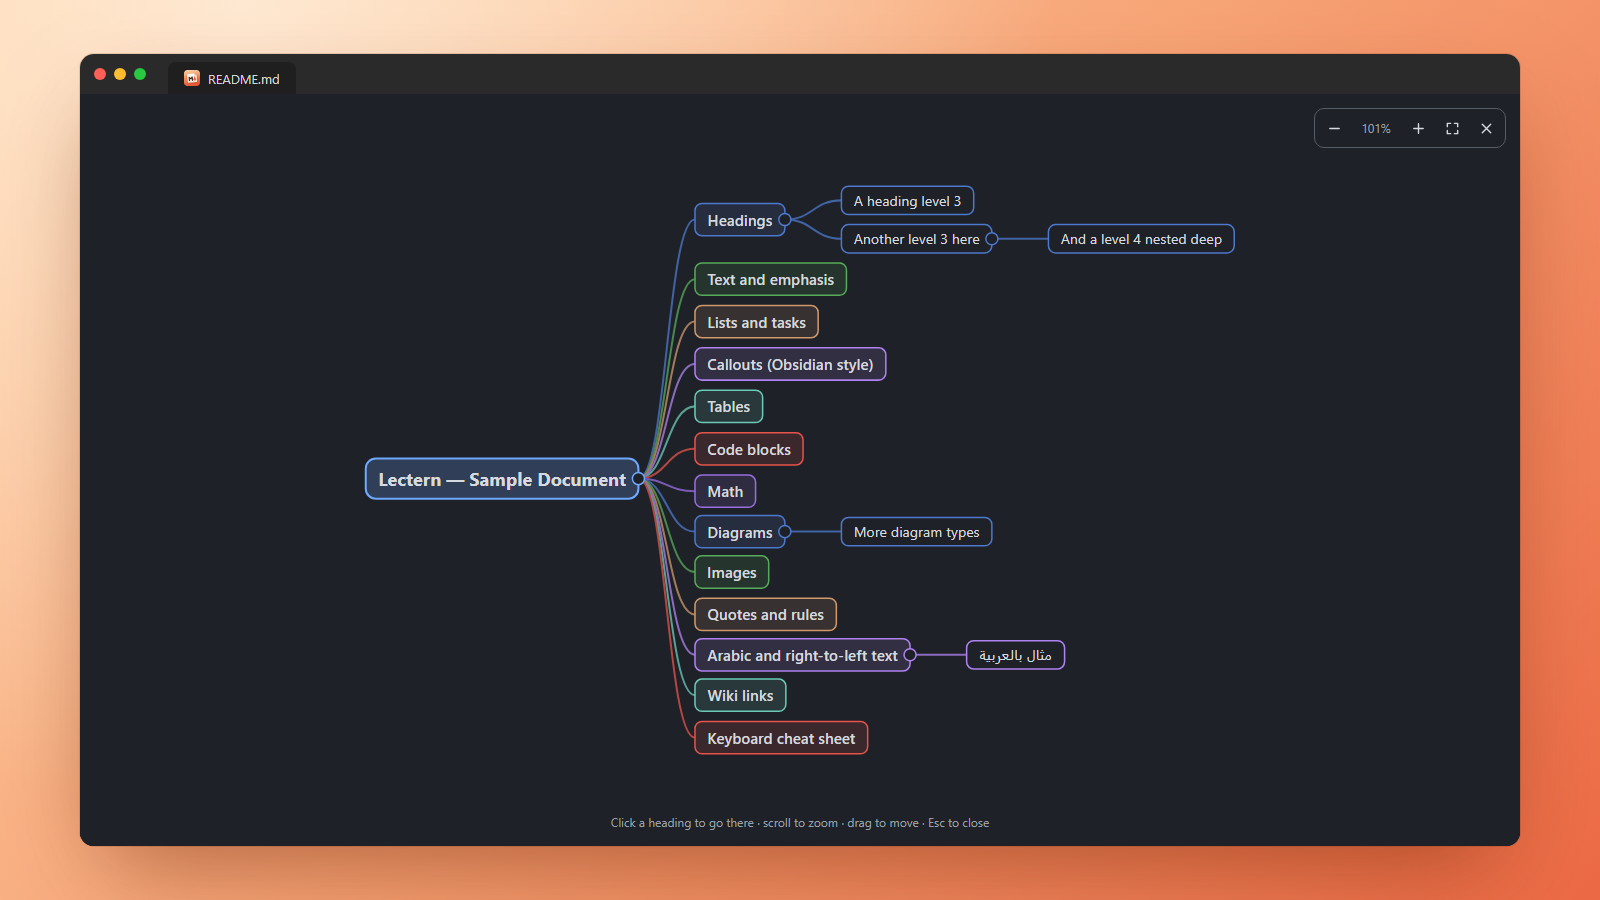 README.md
101%
Headings
A heading level 3
Another level 3 here
And a level 4 nested deep
Text and emphasis
Lists and tasks
Callouts (Obsidian style)
Tables
Code blocks
Lectern — Sample Document
Math
Diagrams
More diagram types
Images
Quotes and rules
Arabic and right-to-left text
مثال بالعربية
Wiki links
Keyboard cheat sheet
Click a heading to go there · scroll to zoom · drag to move · Esc to close